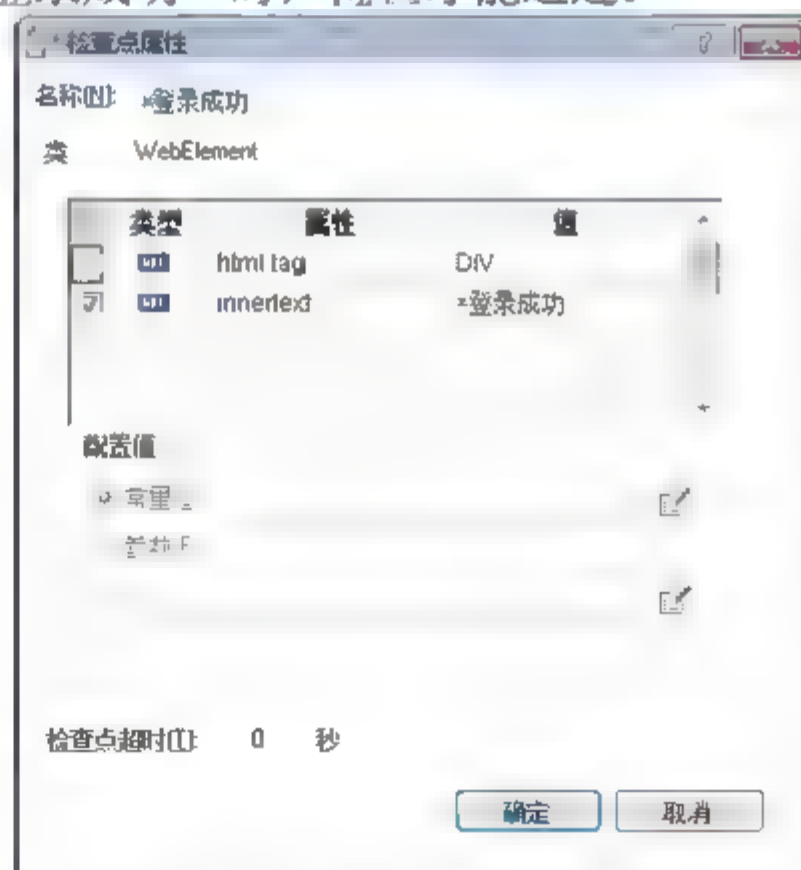 检查点属性
名称(N): *登录成功
类 WebElement
类型 属性 值
html tag DIV
innertext *登录成功
配置值
常量
检查点超时(T): 0 秒
确定 取消